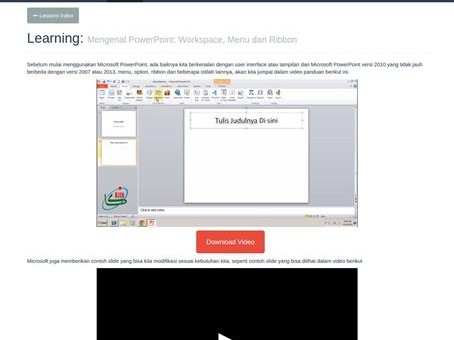 Lessons Index
Learning: Mengenal PowerPoint: Workspace, Menu dan Ribbon
Sebelum mulai menggunakan Microsoft PowerPoint, ada baiknya kita berkenalan dengan user interface atau tampilan dari Microsoft PowerPoint versi 2010 yang tidak jauh
berbeda dengan versi 2007 atau 2013, menu, option, ribbon dan beberapa istilah lainnya, akan kita jumpai dalam video panduan berikut ini.
Tulis Judulnya Di sini
Click to add notes
Download Video
Microsoft juga memberikan contoh slide yang bisa kita modifikasi sesuai kebutuhan kita, seperti contoh slide yang bisa dilihat dalam video berikut